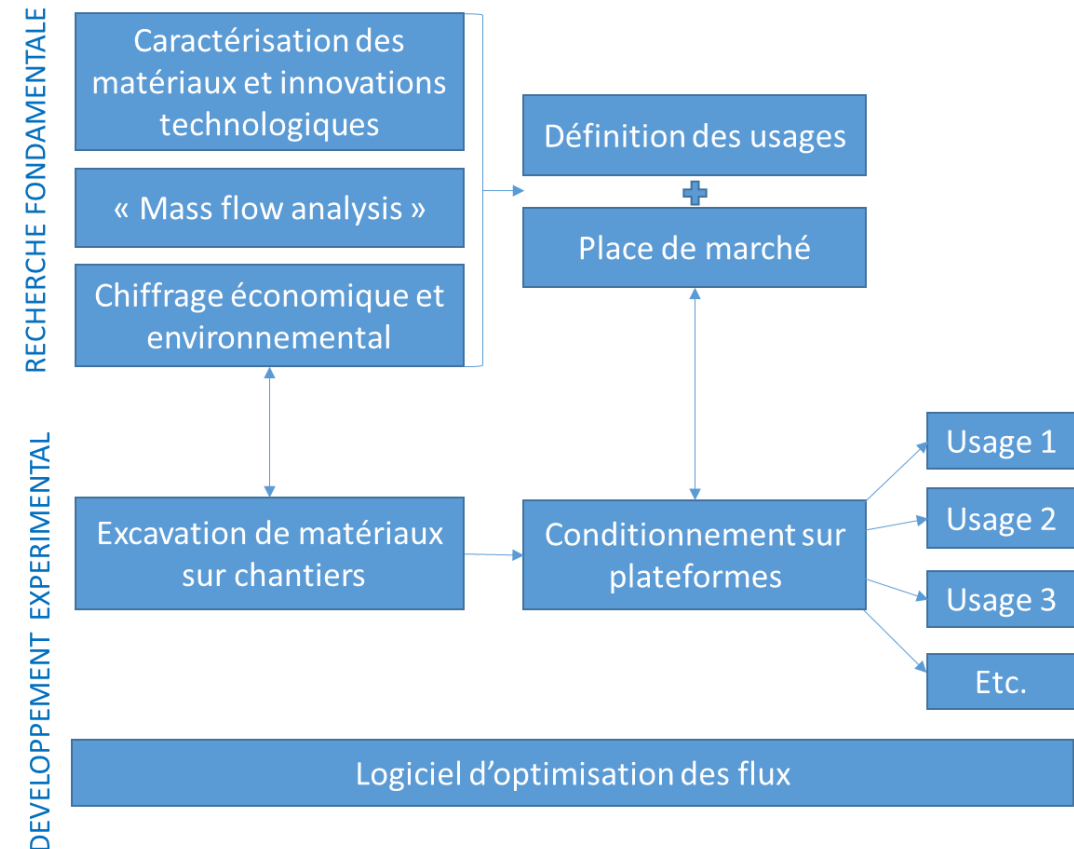 RECHERCHE FONDAMENTALE
Caractérisation des
matériaux et innovations
technologiques
« Mass flow analysis »
Chiffrage économique et
environnemental
Définition des usages
Place de marché
DEVELOPPEMENT EXPERIMENTAL
Excavation de matériaux
sur chantiers
Conditionnement sur
plateformes
Usage 1
Usage 2
Usage 3
Etc.
Logiciel d’optimisation des flux